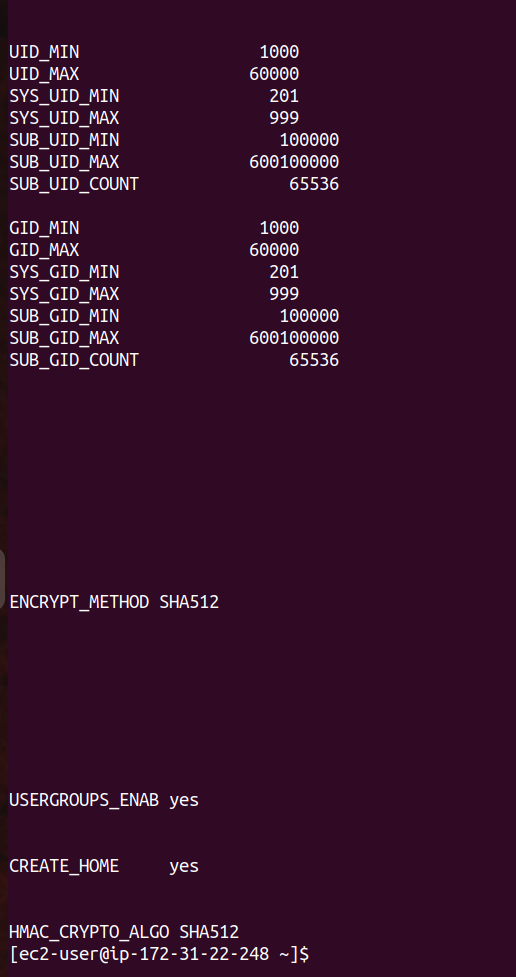 UID_MIN                  1000
UID_MAX                 60000
SYS_UID_MIN               201
SYS_UID_MAX               999
SUB_UID_MIN                100000
SUB_UID_MAX             600100000
SUB_UID_COUNT               65536
GID_MIN                  1000
GID_MAX                 60000
SYS_GID_MIN               201
SYS_GID_MAX               999
SUB_GID_MIN                100000
SUB_GID_MAX             600100000
SUB_GID_COUNT               65536
ENCRYPT_METHOD SHA512
USERGROUPS_ENAB yes
CREATE_HOME     yes
HMAC_CRYPTO_ALGO SHA512
[ec2-user@ip-172-31-22-248 ~]$